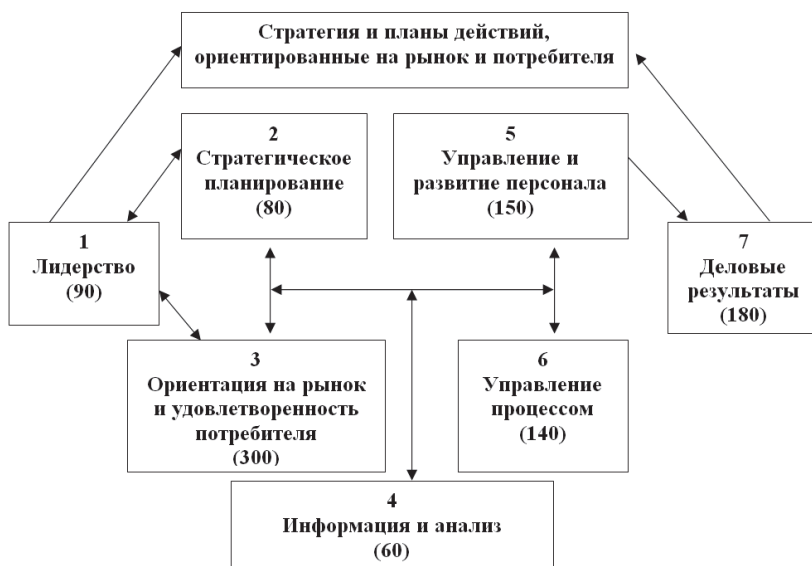 Стратегия и планы действий,
ориентированные на рынок и потребителя
2
Стратегическое
планирование
(80)
5
Управление и
развитие персонала
(150)
1
Лидерство
(90)
7
Деловые
результаты
(180)
3
Ориентация на рынок
и удовлетворенность
потребителя
(300)
6
Управление
процессом
(140)
4
Информация и анализ
(60)